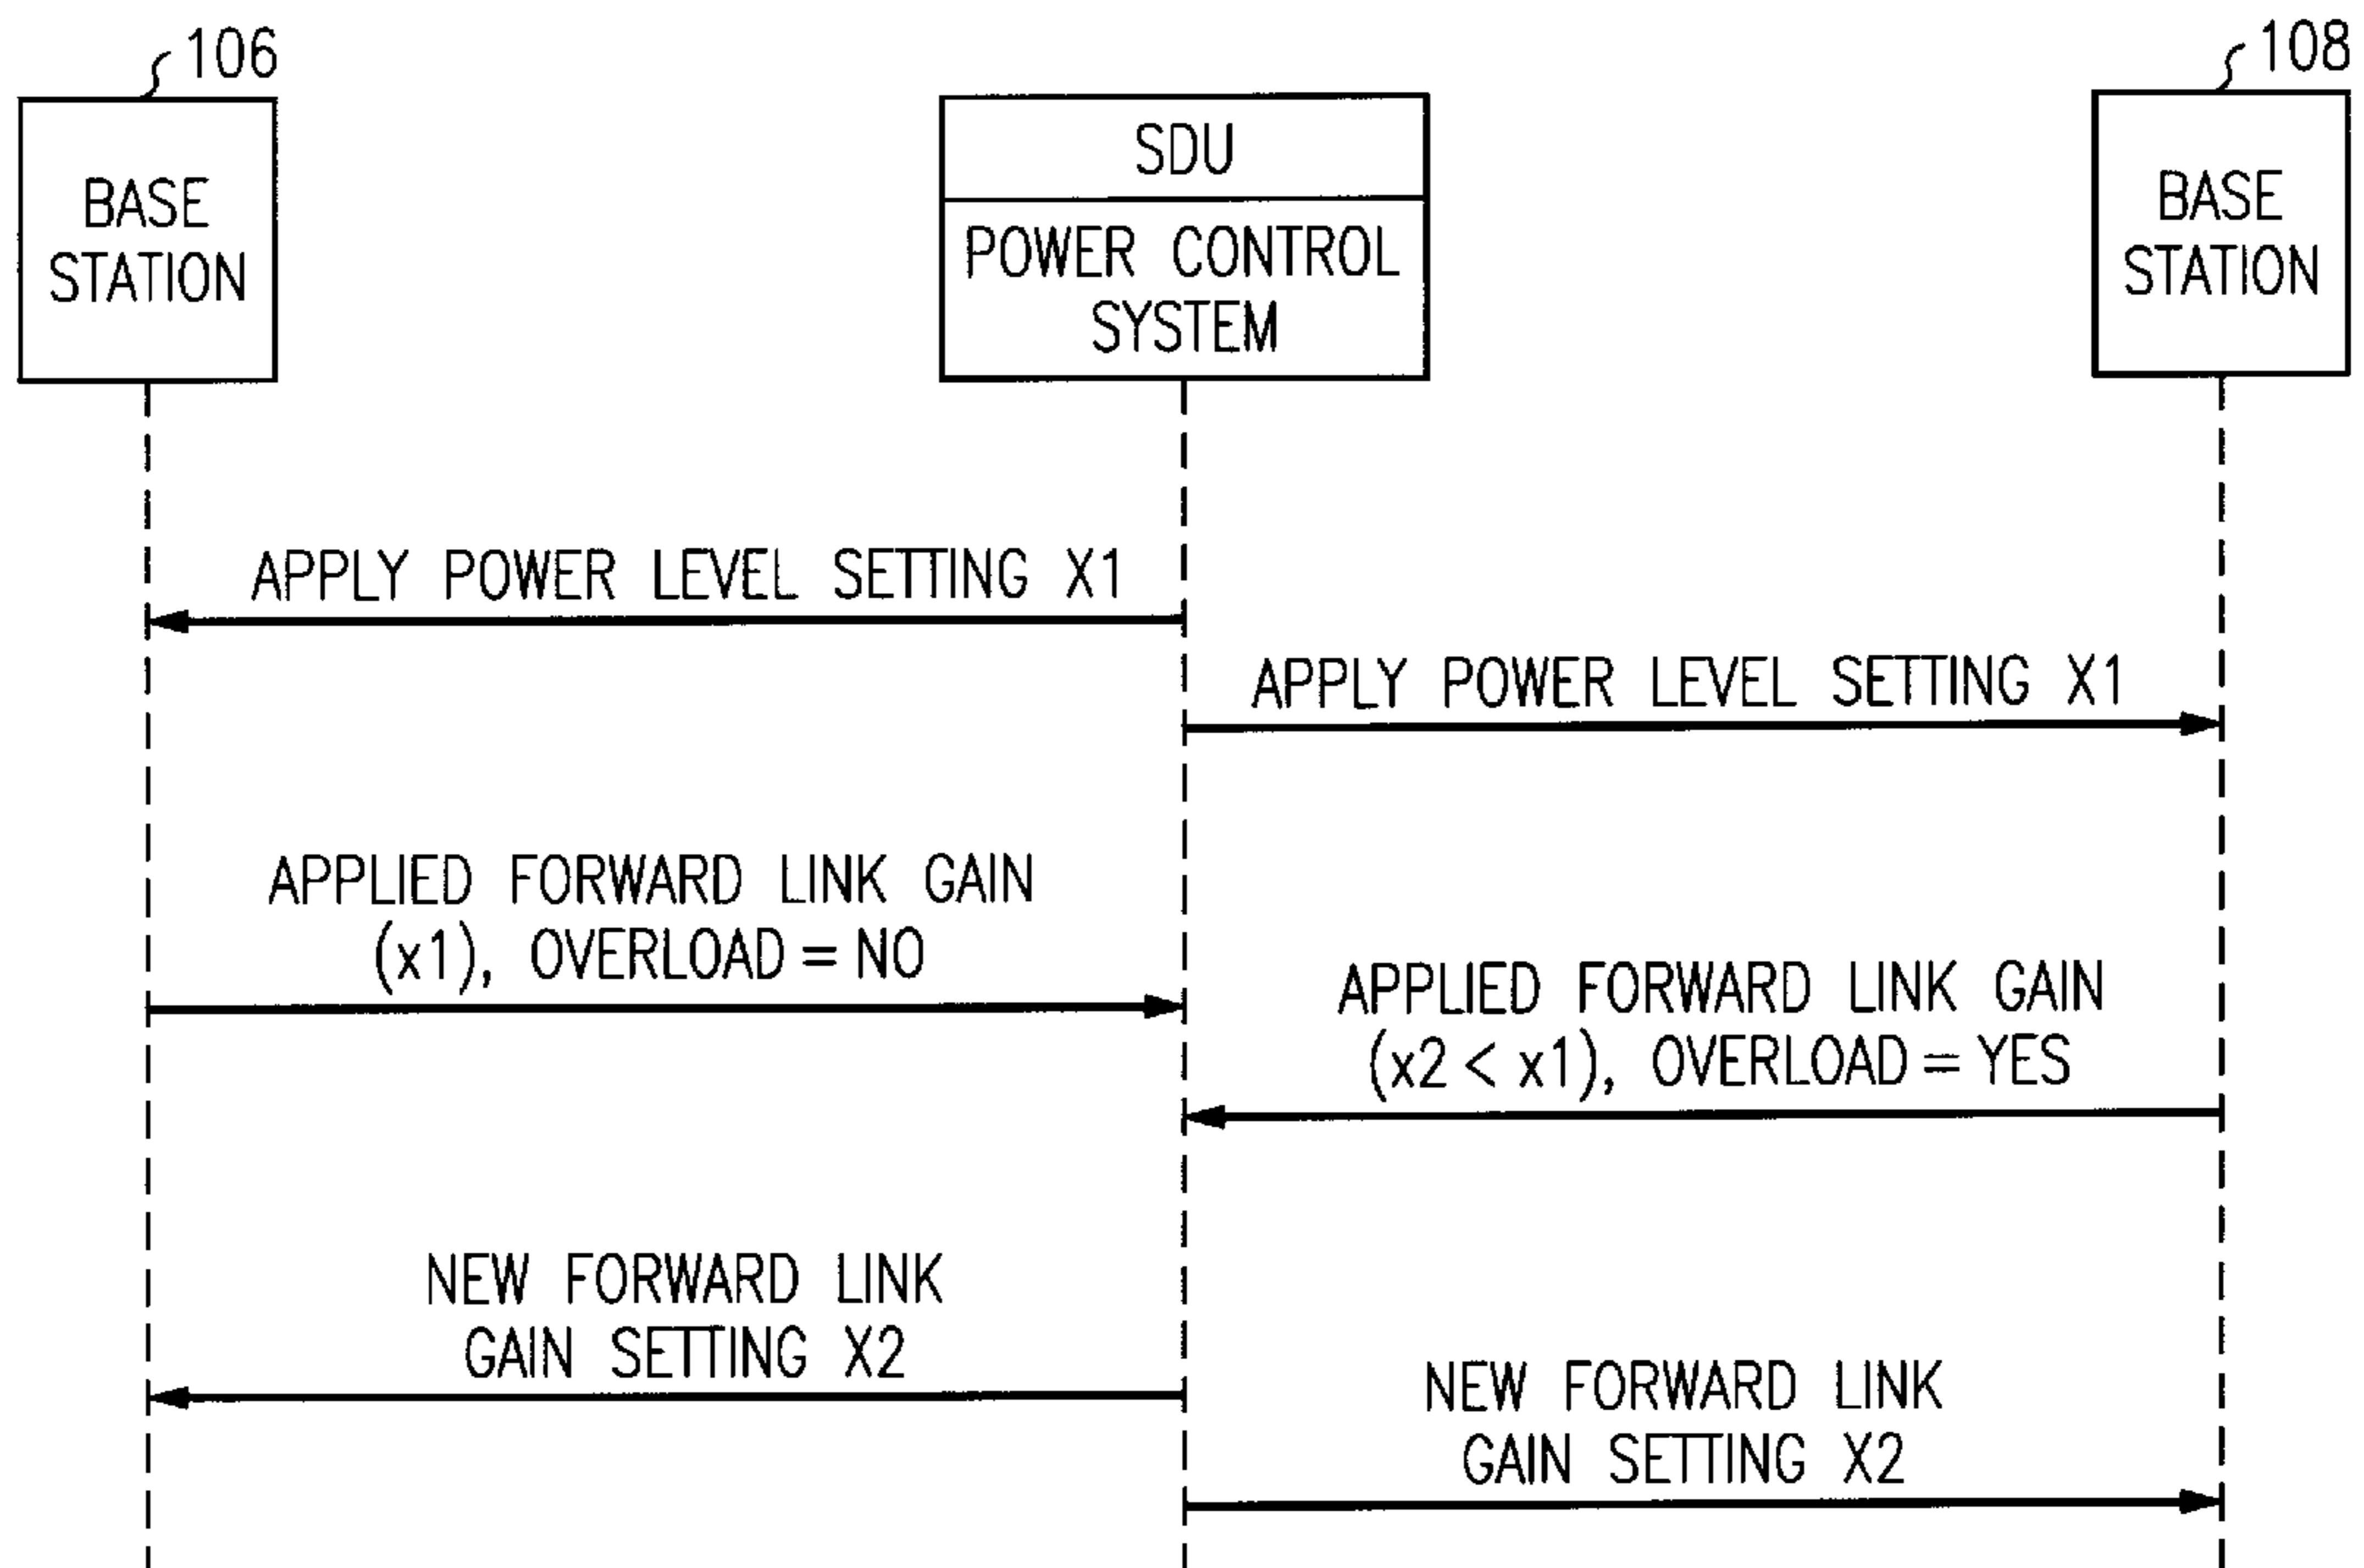 106
108
BASE
STATION
SDU
POWER CONTROL
SYSTEM
BASE
STATION
APPLY POWER LEVEL SETTING X1
APPLY POWER LEVEL SETTING X1
APPLIED FORWARD LINK GAIN
(x1), OVERLOAD = NO
APPLIED FORWARD LINK GAIN
(x2 < x1), OVERLOAD = YES
NEW FORWARD LINK
GAIN SETTING X2
NEW FORWARD LINK
GAIN SETTING X2